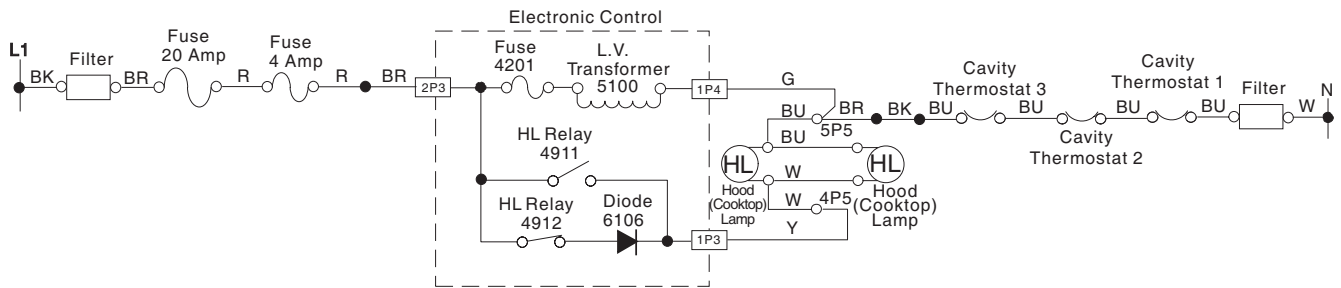 Electronic Control
L1
BK
Filter
BR
Fuse
20 Amp
R
Fuse
4 Amp
R
BR
2P3
Fuse
4201
L.V.
Transformer
5100
1P4
G
HL Relay
4911
HL Relay
4912
Diode
6106
1P3
BU
5P5
BR
BK
BU
Cavity
Thermostat 3
BU
Cavity
Thermostat 2
BU
Cavity
Thermostat 1
BU
Filter
W
N
BU
HL
HL
W
Hood
(Cooktop)
Lamp
W
4P5
Hood
(Cooktop)
Lamp
Y